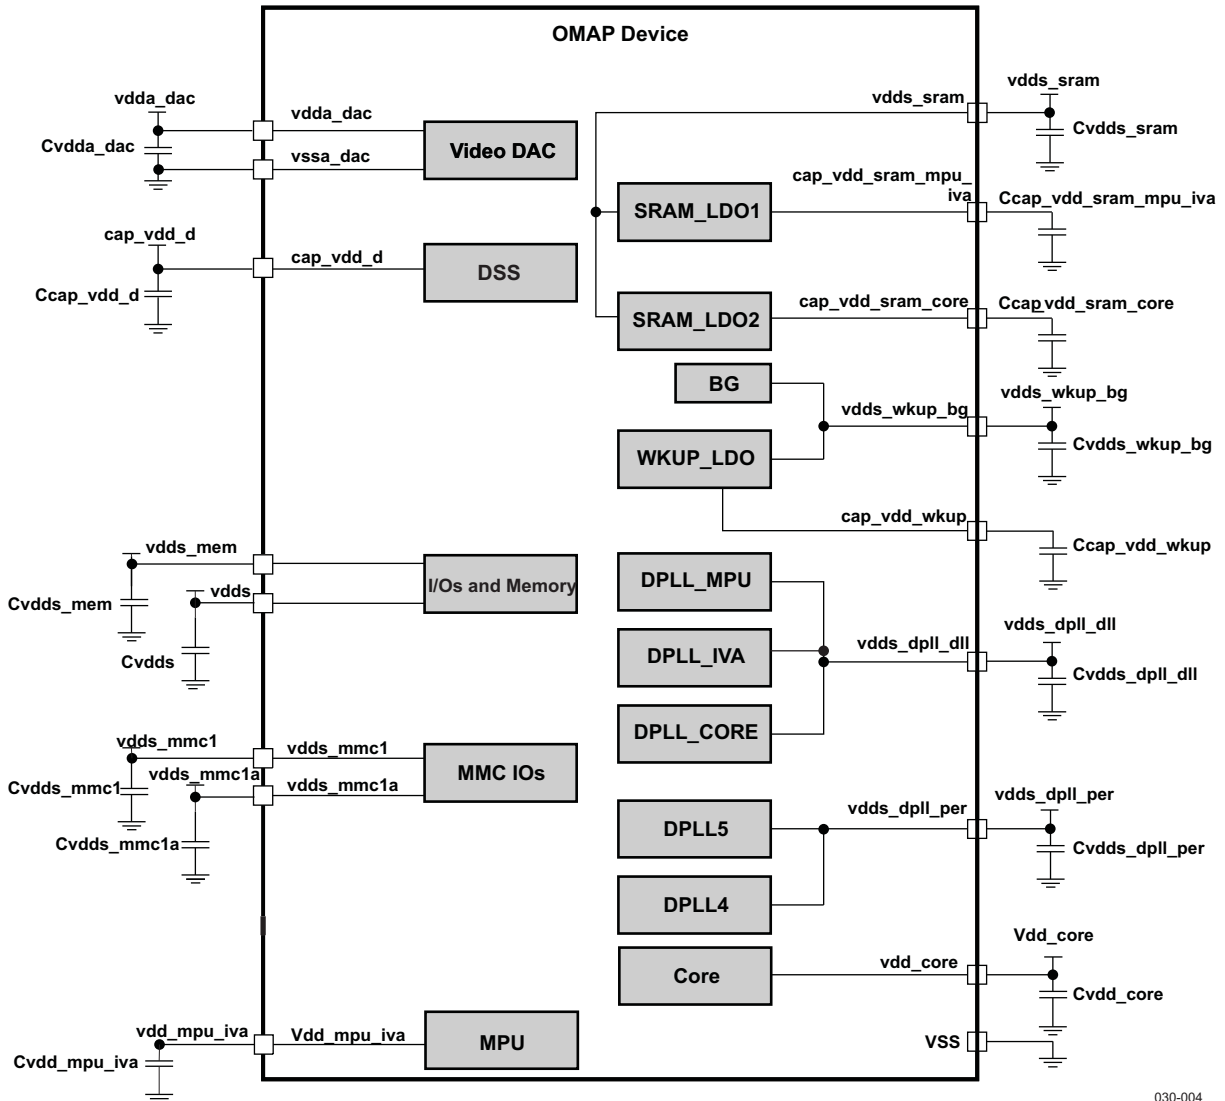 OMAP Device
vdda_dac
vdda_dac
Cvdda_dac
vssa_dac
Video DAC
cap_vdd_d
cap_vdd_d
Ccap_vdd_d
DSS
vdds_sram
vdds_sram
Cvdds_sram
SRAM_LDO1
cap_vdd_sram_mpu_
iva
Ccap_vdd_sram_mpu_iva
SRAM_LDO2
cap_vdd_sram_core
Ccap_vdd_sram_core
BG
vdds_wkup_bg
vdds_wkup_bg
Cvdds_wkup_bg
WKUP_LDO
cap_vdd_wkup
Ccap_vdd_wkup
vdds_mem
Cvdds_mem
vdds
Cvdds
I/Os and Memory
DPLL_MPU
DPLL_IVA
DPLL_CORE
vdds_dpll_dll
vdds_dpll_dll
Cvdds_dpll_dll
vdds_mmc1
vdds_mmc1
Cvdds_mmc1
vdds_mmc1a
vdds_mmc1a
Cvdds_mmc1a
MMC IOs
DPLL5
DPLL4
vdds_dpll_per
vdds_dpll_per
Cvdds_dpll_per
Core
vdd_core
Vdd_core
Cvdd_core
vdd_mpu_iva
Vdd_mpu_iva
Cvdd_mpu_iva
MPU
VSS
030-004